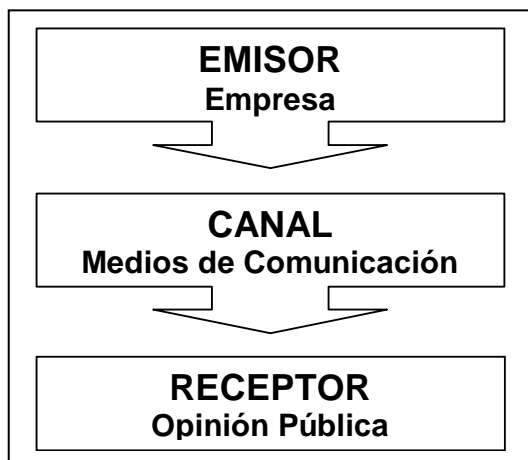 EMISOR
Empresa
CANAL
Medios de Comunicación
RECEPTOR
Opinión Pública